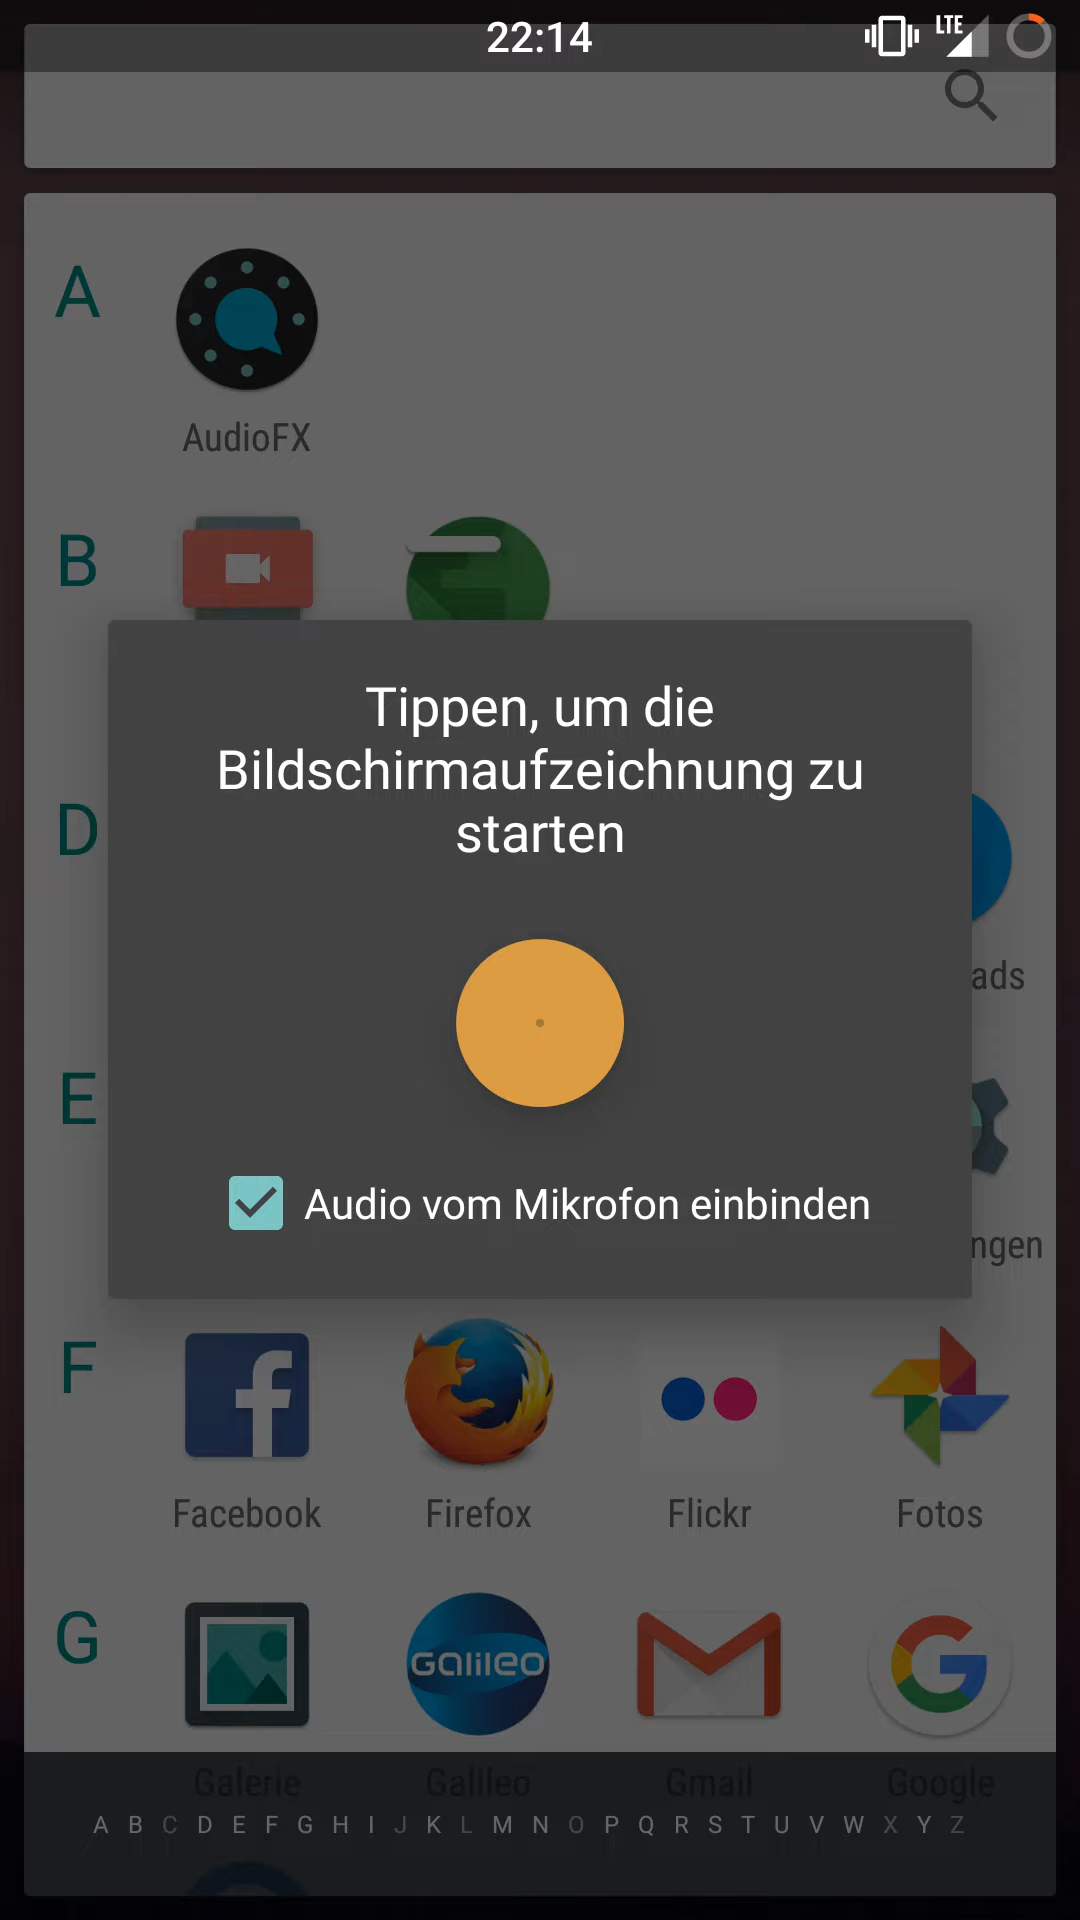 22:14
LTE
A
AudioFX
B
Tippen, um die
Bildschirmaufzeichnung zu
starten
D
ads
E
Audio vom Mikrofon einbinden
ngen
F
Facebook Firefox Flickr Fotos
G
GALILEO
G
Galerie Galileo Gmail Google
A B C D E F G H I J K L M N O P Q R S T U V W X Y Z